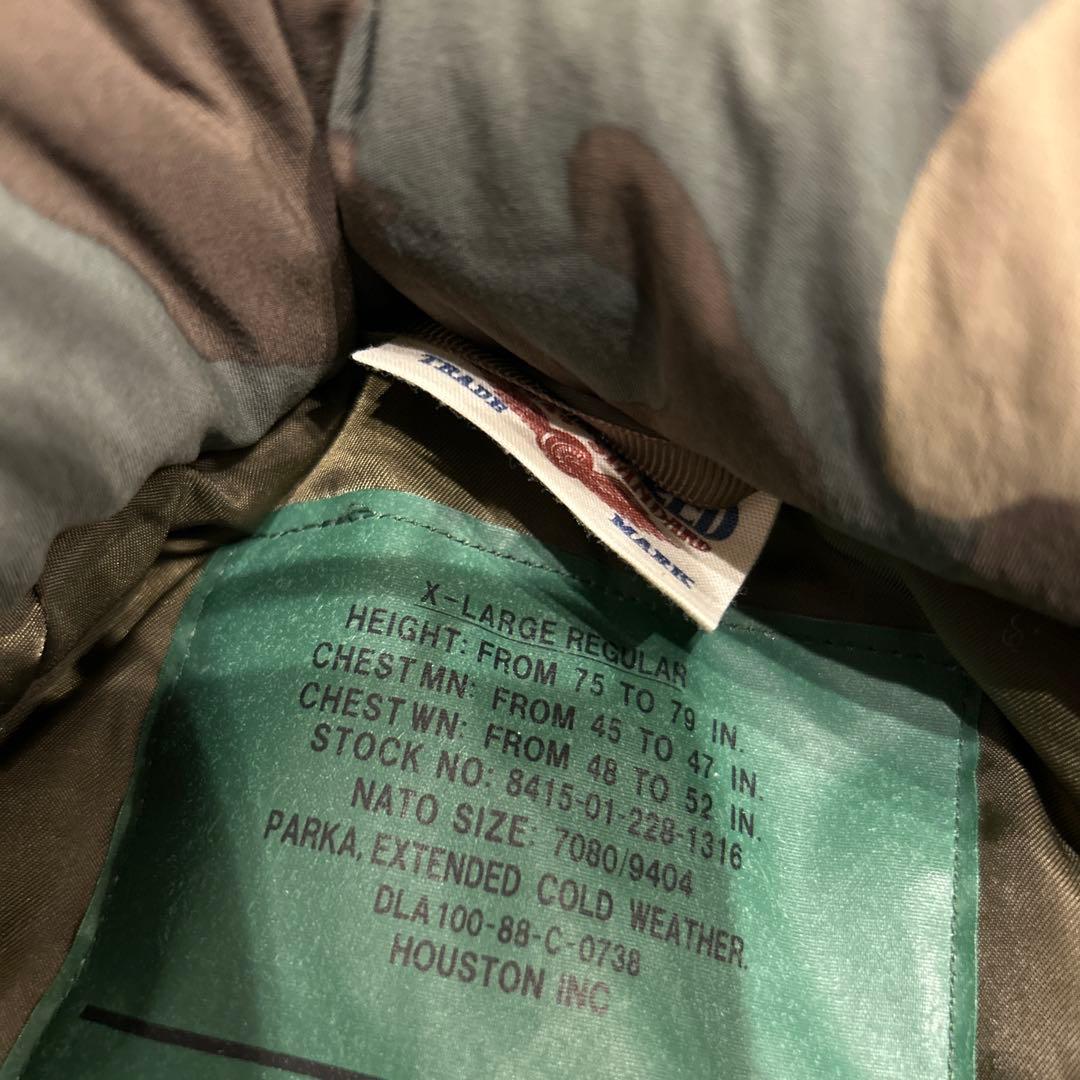 TRADE
MARK
X-LARGE REGULAR
HEIGHT: FROM 75 TO 79 IN.
CHEST MN: FROM 45 TO 47 IN.
CHEST WN: FROM 48 TO 52 IN.
STOCK NO: 8415-01-228-1316
NATO SIZE: 7080/9404
PARKA, EXTENDED COLD WEATHER.
DLA100-88-C-0738
HOUSTON INC